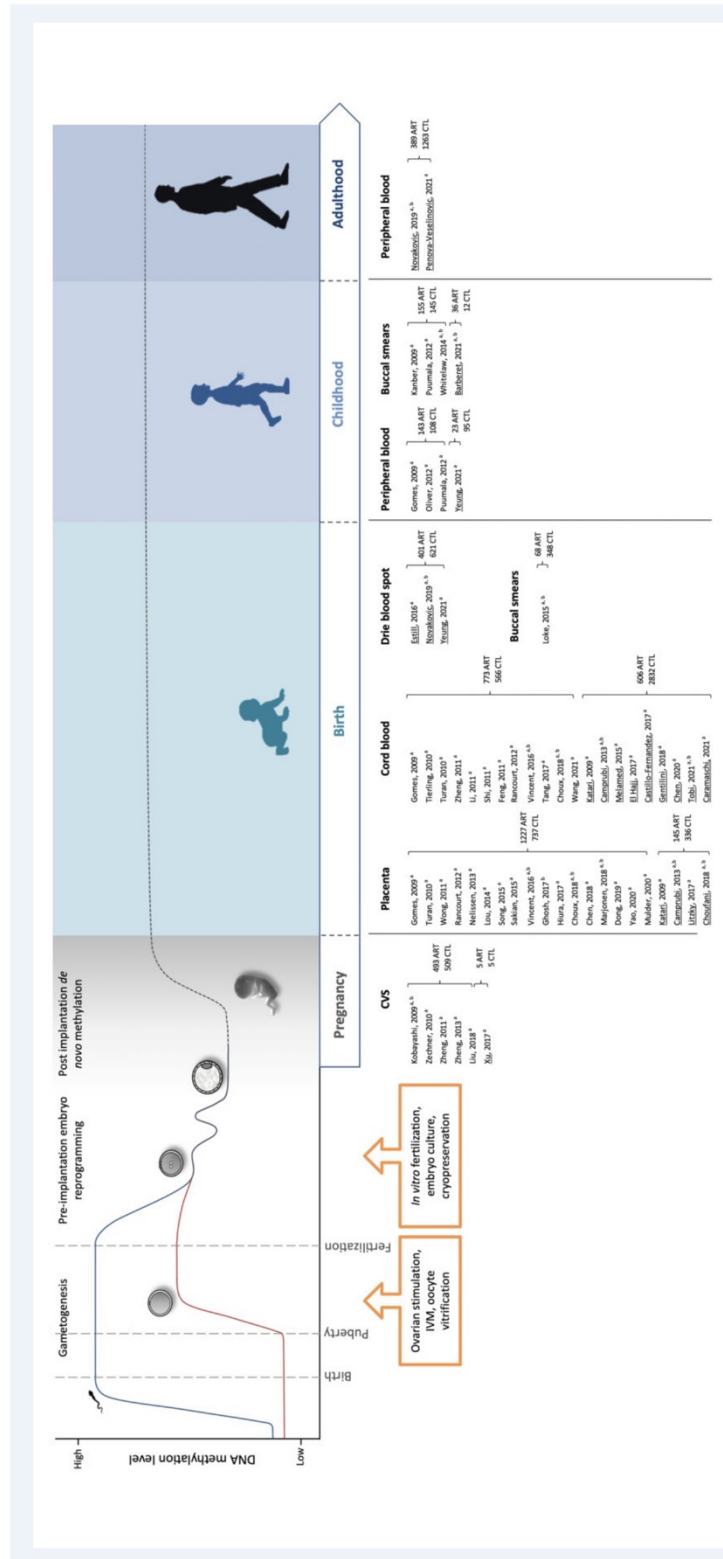 High
DNA methylation level
Low
Gametogenesis
Pre-implantation embryo
reprogramming
Post implantation de
novo methylation
Birth
Puberty
Fertilization
Pregnancy
Birth
Childhood
Adulthood
Ovarian stimulation,
IVM, oocyte
vitrification
In vitro fertilization,
embryo culture,
cryopreservation
CVS
Kobayashi, 2009 a, b
Zechner, 2010 a
Zheng, 2011 a
Zheng, 2013 a
Liu, 2018 a
Xu, 2017 a
493 ART
509 CTL
5 ART
5 CTL
Placenta
Gomes, 2009 a
Turan, 2010 a
Wong, 2011 a
Rancourt, 2012 a
Nelissen, 2013 a
Lou, 2014 a
Song, 2015 a
Sakian, 2015 a
Vincent, 2016 a,b
Ghosh, 2017 b
Hiura, 2017 a
Choux, 2018 a, b
Chen, 2018 a
Marjonen, 2018 a,b
Dong, 2019 a
Yao, 2020 a
Mulder, 2020 a
Katari, 2009 a
Camprubi, 2013 a,b
Litzky, 2017 a
Choufani, 2018 a, b
1227 ART
737 CTL
145 ART
336 CTL
Cord blood
Gomes, 2009 a
Tierling, 2010 a
Turan, 2010 a
Zheng, 2011 a
Li, 2011 a
Shi, 2011 a
Feng, 2011 a
Rancourt, 2012 a
Vincent, 2016 a,b
Tang, 2017 a
Choux, 2018 a, b
Wang, 2021 a
Katari, 2009 a
Camprubi, 2013 a,b
Melamed, 2015 a
El Hajj, 2017 a
Castillo-Fernandez, 2017 a
Gentilini, 2018 a
Chen, 2020 a
Tobi, 2021 a, b
Caramaschi, 2021 a
773 ART
566 CTL
606 ART
2832 CTL
Drie blood spot
Estill, 2016 a
Novakovic, 2019 a, b
Yeung, 2021 a
401 ART
621 CTL
Buccal smears
Loke, 2015 a, b
68 ART
348 CTL
Peripheral blood
Gomes, 2009 a
Oliver, 2012 a
Puumala, 2012 a
Yeung, 2021 a
143 ART
108 CTL
23 ART
95 CTL
Buccal smears
Kanber, 2009 a
Puumala, 2012 a
Whitelaw, 2014 a, b
Barberet, 2021 a, b
155 ART
145 CTL
36 ART
12 CTL
Peripheral blood
Novakovic, 2019 a, b
Penova-Veselinovic, 2021 a
389 ART
1263 CTL